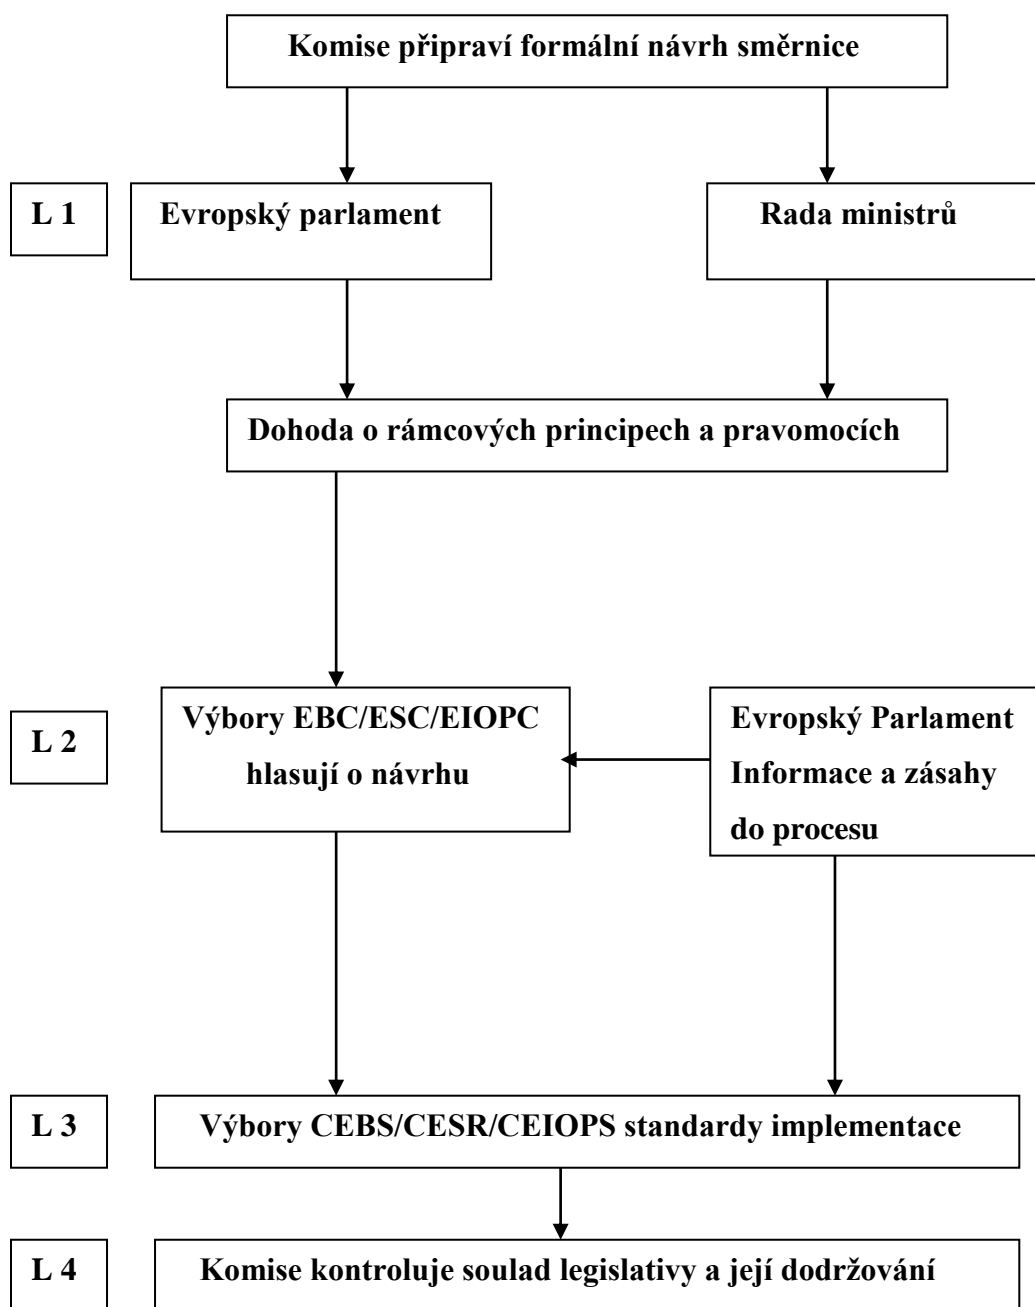 Komise připraví formální návrh směrnice
L 1
Evropský parlament
Rada ministrů
Dohoda o rámcových principech a pravomocích
L 2
Výbory EBC/ESC/EIOPC
hlasují o návrhu
Evropský Parlament
Informace a zásahy
do procesu
L 3
Výbory CEBS/CESR/CEIOPS standardy implementace
L 4
Komise kontroluje soulad legislativy a její dodržování